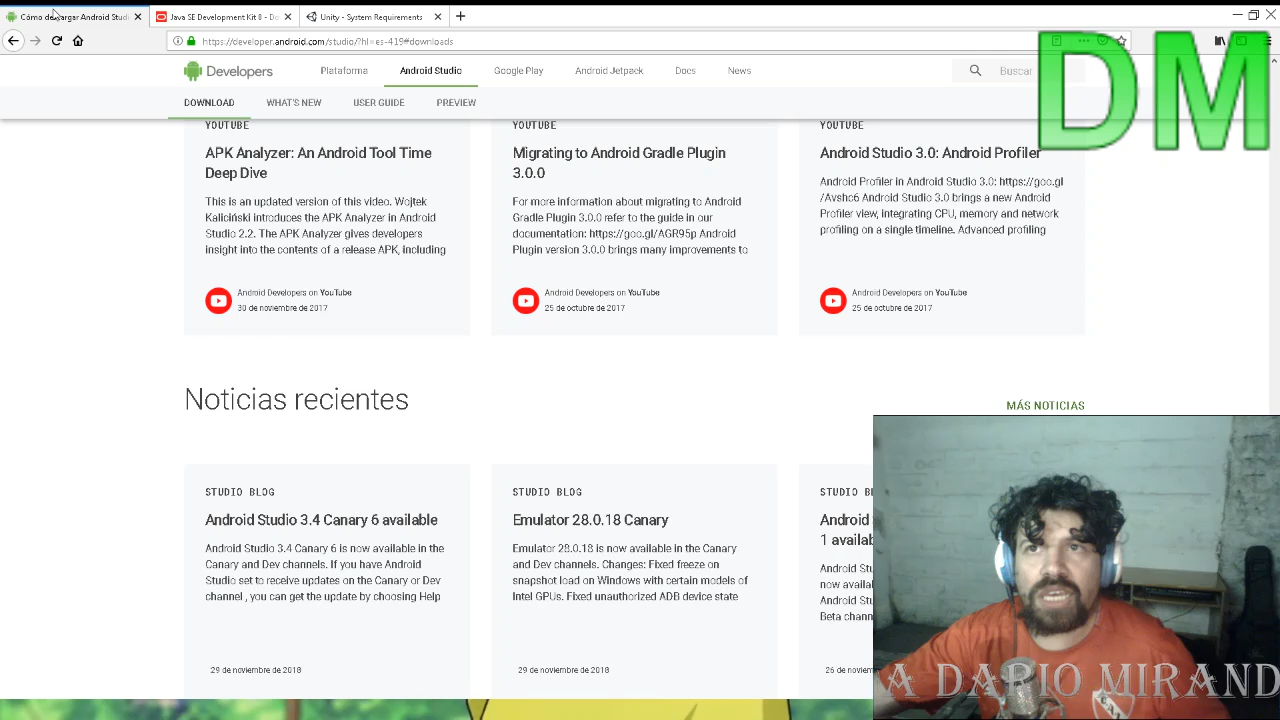 Cómo descargar Android Studi
Java SE Development Kit 8 - Do
Unity - System Requirements
https://developer.android.com/studio/?hl=es-419#downloads
Developers
Plataforma
Android Studio
Google Play
Android Jetpack
Docs
News
Buscar
DM
DOWNLOAD
WHAT'S NEW
USER GUIDE
PREVIEW
YOUTUBE
APK Analyzer: An Android Tool Time
Deep Dive
This is an updated version of this video. Wojtek
Kaliciński introduces the APK Analyzer in Android
Studio 2.2. The APK Analyzer gives developers
insight into the contents of a release APK, including
Android Developers on YouTube
30 de noviembre de 2017
YOUTUBE
Migrating to Android Gradle Plugin
3.0.0
For more information about migrating to Android
Gradle Plugin 3.0.0 refer to the guide in our
documentation: https://goo.gl/AGR95p Android
Plugin version 3.0.0 brings many improvements to
Android Developers on YouTube
25 de octubre de 2017
YOUTUBE
Android Studio 3.0: Android Profiler
Android Profiler in Android Studio 3.0: https://goo.gl
/Avshc6 Android Studio 3.0 brings a new Android
Profiler view, integrating CPU, memory and network
profiling on a single timeline. Advanced profiling
Android Developers on YouTube
25 de octubre de 2017
Noticias recientes
MÁS NOTICIAS
STUDIO BLOG
Android Studio 3.4 Canary 6 available
Android Studio 3.4 Canary 6 is now available in the
Canary and Dev channels. If you have Android
Studio set to receive updates on the Canary or Dev
channel , you can get the update by choosing Help
29 de noviembre de 2018
STUDIO BLOG
Emulator 28.0.18 Canary
Emulator 28.0.18 is now available in the Canary
and Dev channels. Changes: Fixed freeze on
snapshot load on Windows with certain models of
Intel GPUs. Fixed unauthorized ADB device state
29 de noviembre de 2018
STUDIO B
Android
1 availab
Android Stu
now availab
Android Stu
Beta chann
26 de noviem
A DARIO MIRAND